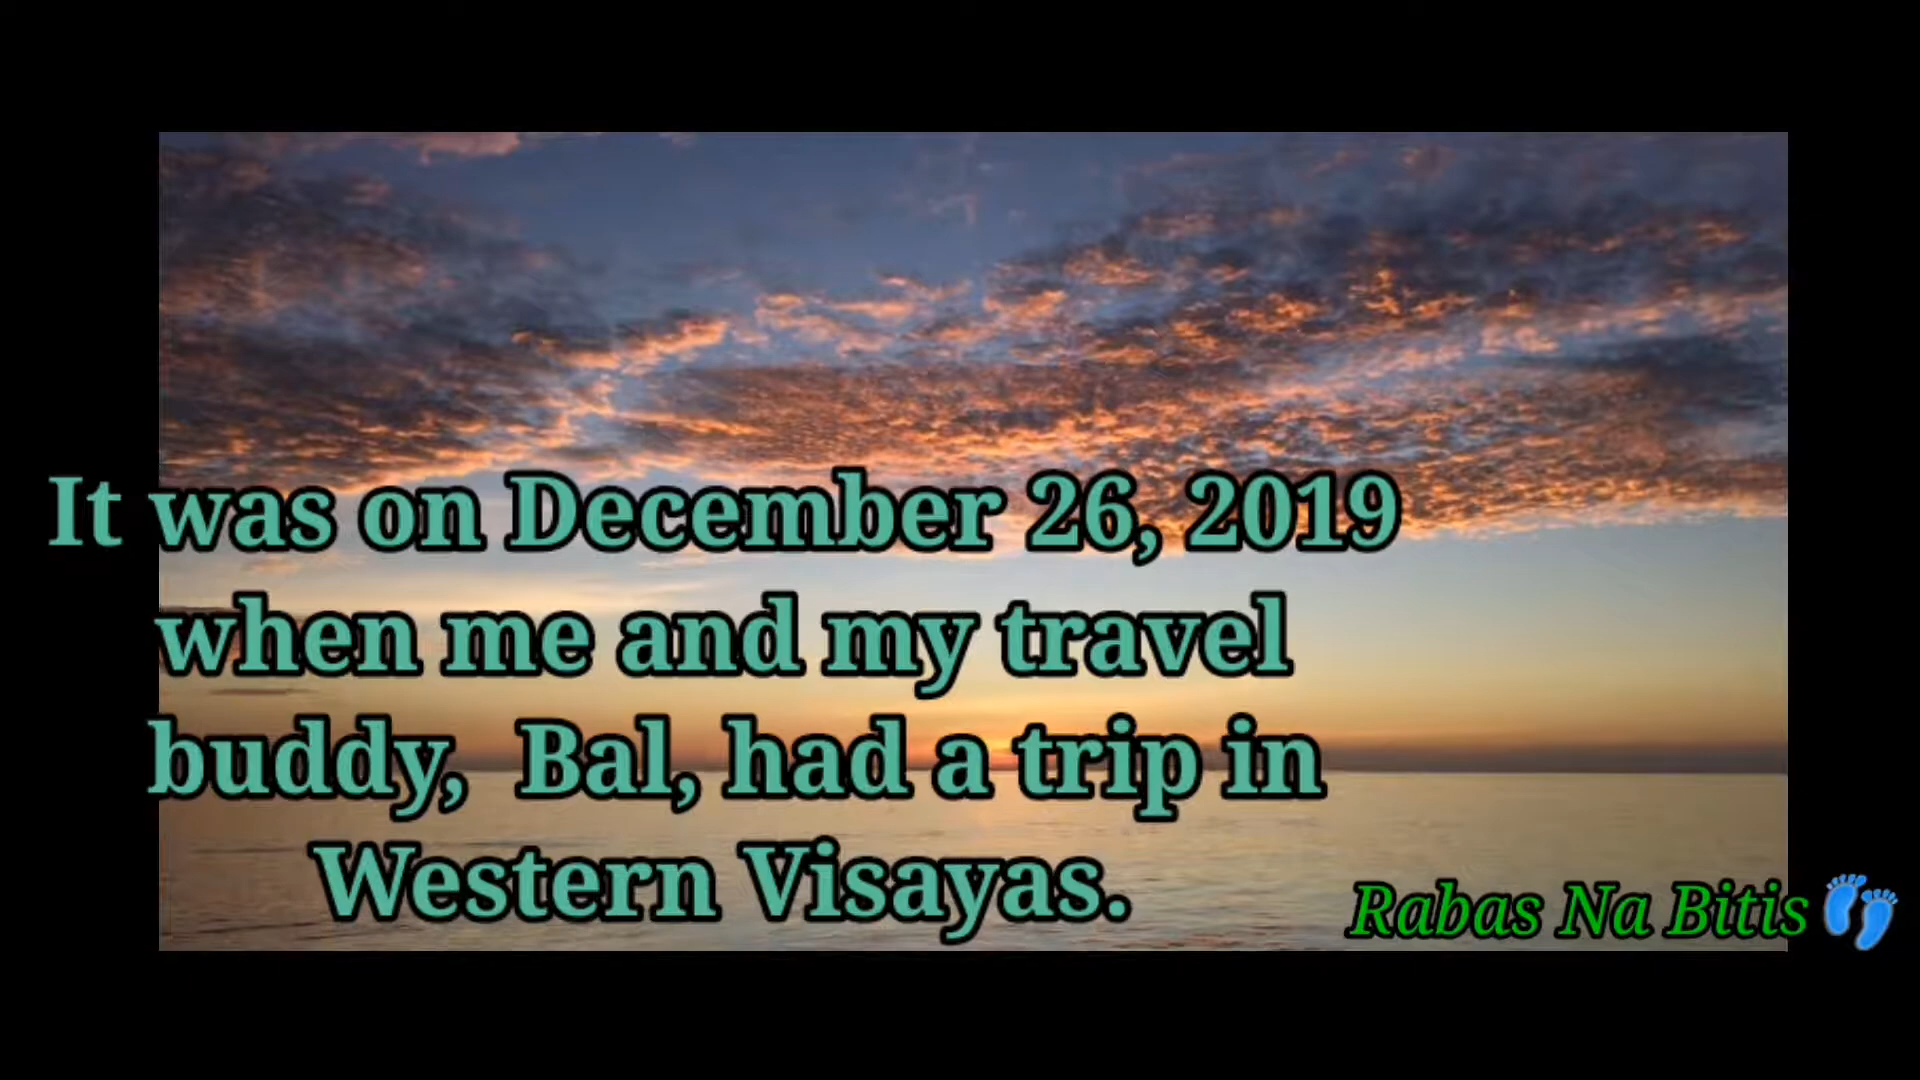 It was on December 26, 2019
when me and my travel
buddy, Bal, had a trip in
Western Visayas.
Rabas Na Bitis 👣